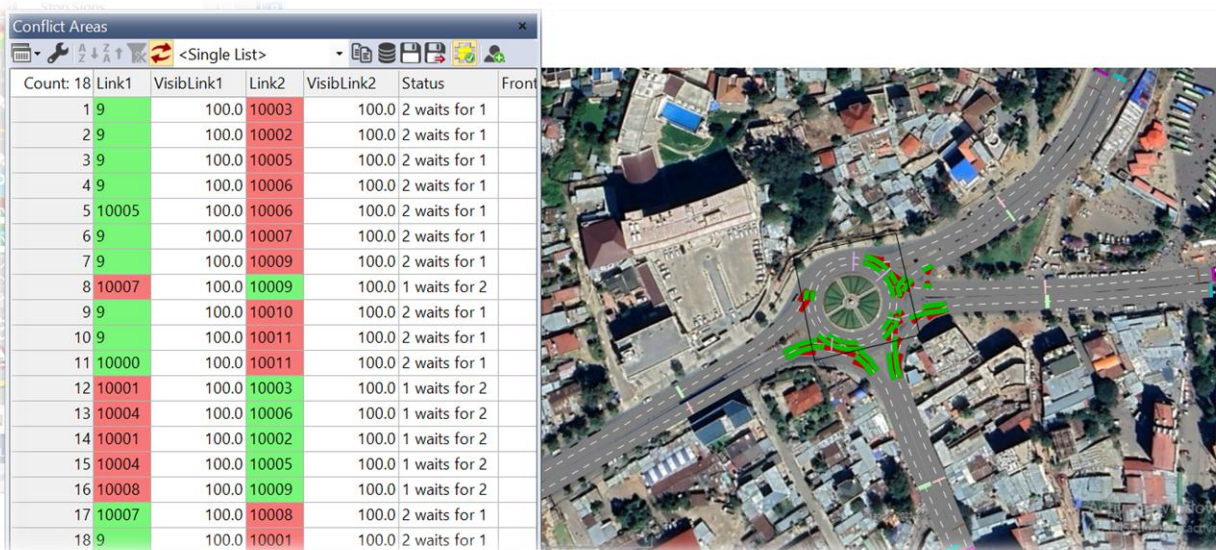 Stop Signs
Conflict Areas
<Single List>
Count: 18 Link1 VisibLink1 Link2 VisibLink2 Status Front
1 9 100.0 10003 100.0 2 waits for 1
2 9 100.0 10002 100.0 2 waits for 1
3 9 100.0 10005 100.0 2 waits for 1
4 9 100.0 10006 100.0 2 waits for 1
5 10005 100.0 10006 100.0 2 waits for 1
6 9 100.0 10007 100.0 2 waits for 1
7 9 100.0 10009 100.0 2 waits for 1
8 10007 100.0 10009 100.0 1 waits for 2
9 9 100.0 10010 100.0 2 waits for 1
10 9 100.0 10011 100.0 2 waits for 1
11 10000 100.0 10011 100.0 2 waits for 1
12 10001 100.0 10003 100.0 1 waits for 2
13 10004 100.0 10006 100.0 1 waits for 2
14 10001 100.0 10002 100.0 1 waits for 2
15 10004 100.0 10005 100.0 1 waits for 2
16 10008 100.0 10009 100.0 1 waits for 2
17 10007 100.0 10008 100.0 2 waits for 1
18 9 100.0 10001 100.0 2 waits for 1